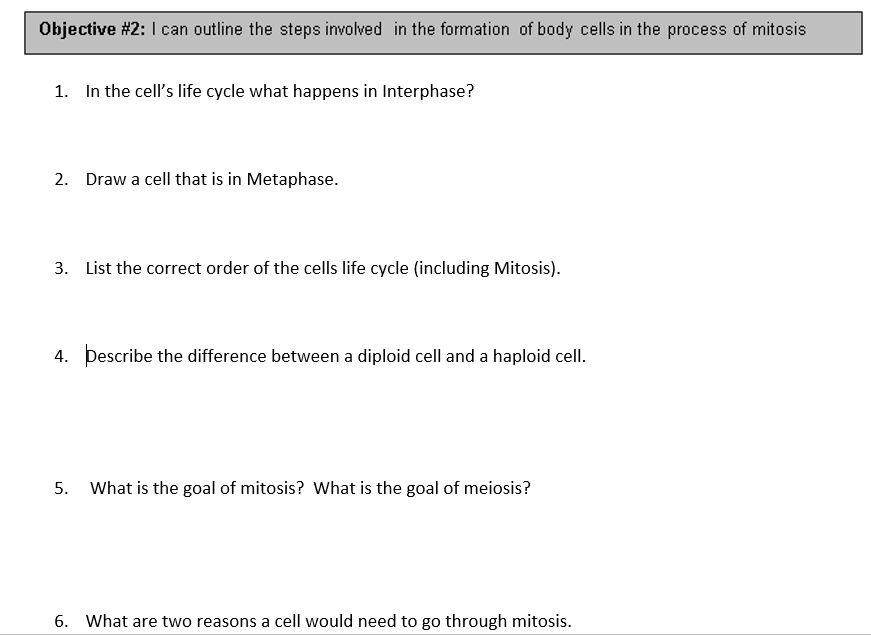 Objective #2: I can outline the steps involved in the formation of body cells in the process of mitosis
1. In the cell’s life cycle what happens in Interphase?
2. Draw a cell that is in Metaphase.
3. List the correct order of the cells life cycle (including Mitosis).
4. Describe the difference between a diploid cell and a haploid cell.
5. What is the goal of mitosis? What is the goal of meiosis?
6. What are two reasons a cell would need to go through mitosis.